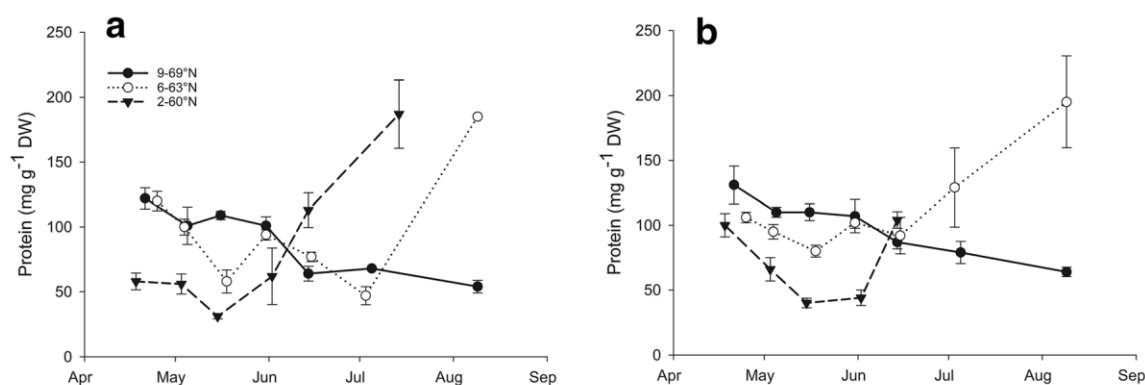 a
250
200
150
100
50
0
Protein (mg g⁻¹ DW)
9-69°N
6-63°N
2-60°N
Apr May Jun Jul Aug Sep
b
250
200
150
100
50
0
Protein (mg g⁻¹ DW)
Apr May Jun Jul Aug Sep